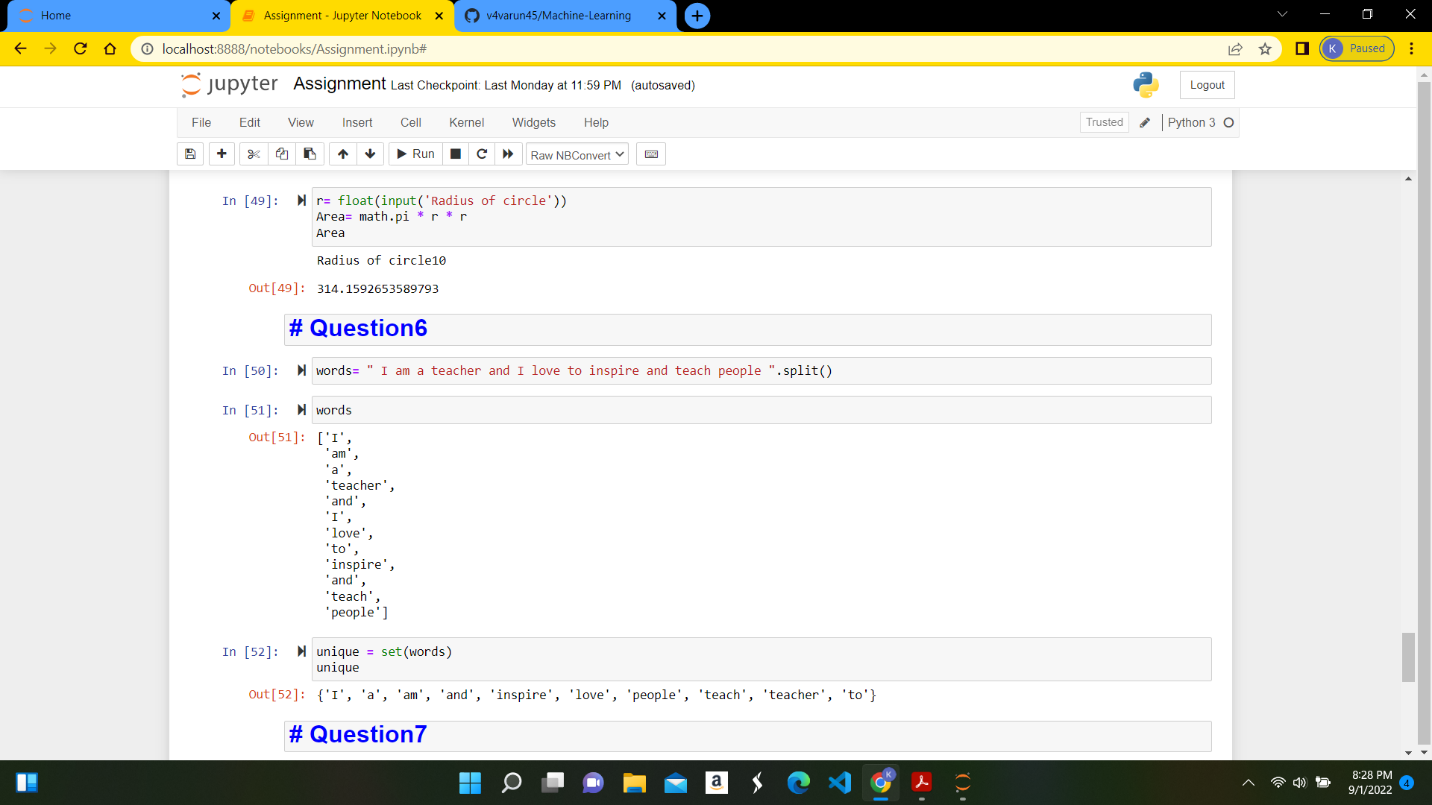 Home
Assignment - Jupyter Notebook
v4varun45/Machine-Learning
localhost:8888/notebooks/Assignment.ipynb#
K Paused
jupyter Assignment Last Checkpoint: Last Monday at 11:59 PM (autosaved)
Logout
File Edit View Insert Cell Kernel Widgets Help
Trusted Python 3
Run Raw NBConvert
In [49]: r= float(input('Radius of circle'))
Area= math.pi * r * r
Area
Radius of circle10
Out[49]: 314.1592653589793
# Question6
In [50]: words= " I am a teacher and I love to inspire and teach people ".split()
In [51]: words
Out[51]: ['I',
'am',
'a',
'teacher',
'and',
'I',
'love',
'to',
'inspire',
'and',
'teach',
'people']
In [52]: unique = set(words)
unique
Out[52]: {'I', 'a', 'am', 'and', 'inspire', 'love', 'people', 'teach', 'teacher', 'to'}
# Question7
a
K
8:28 PM
9/1/2022
4